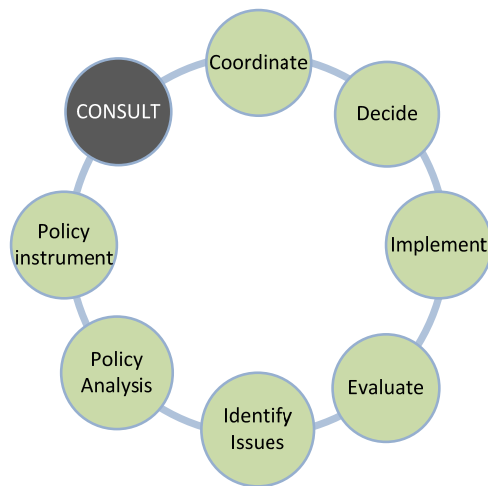 Coordinate
Decide
Implement
Evaluate
Identify
Issues
Policy
Analysis
Policy
instrument
CONSULT